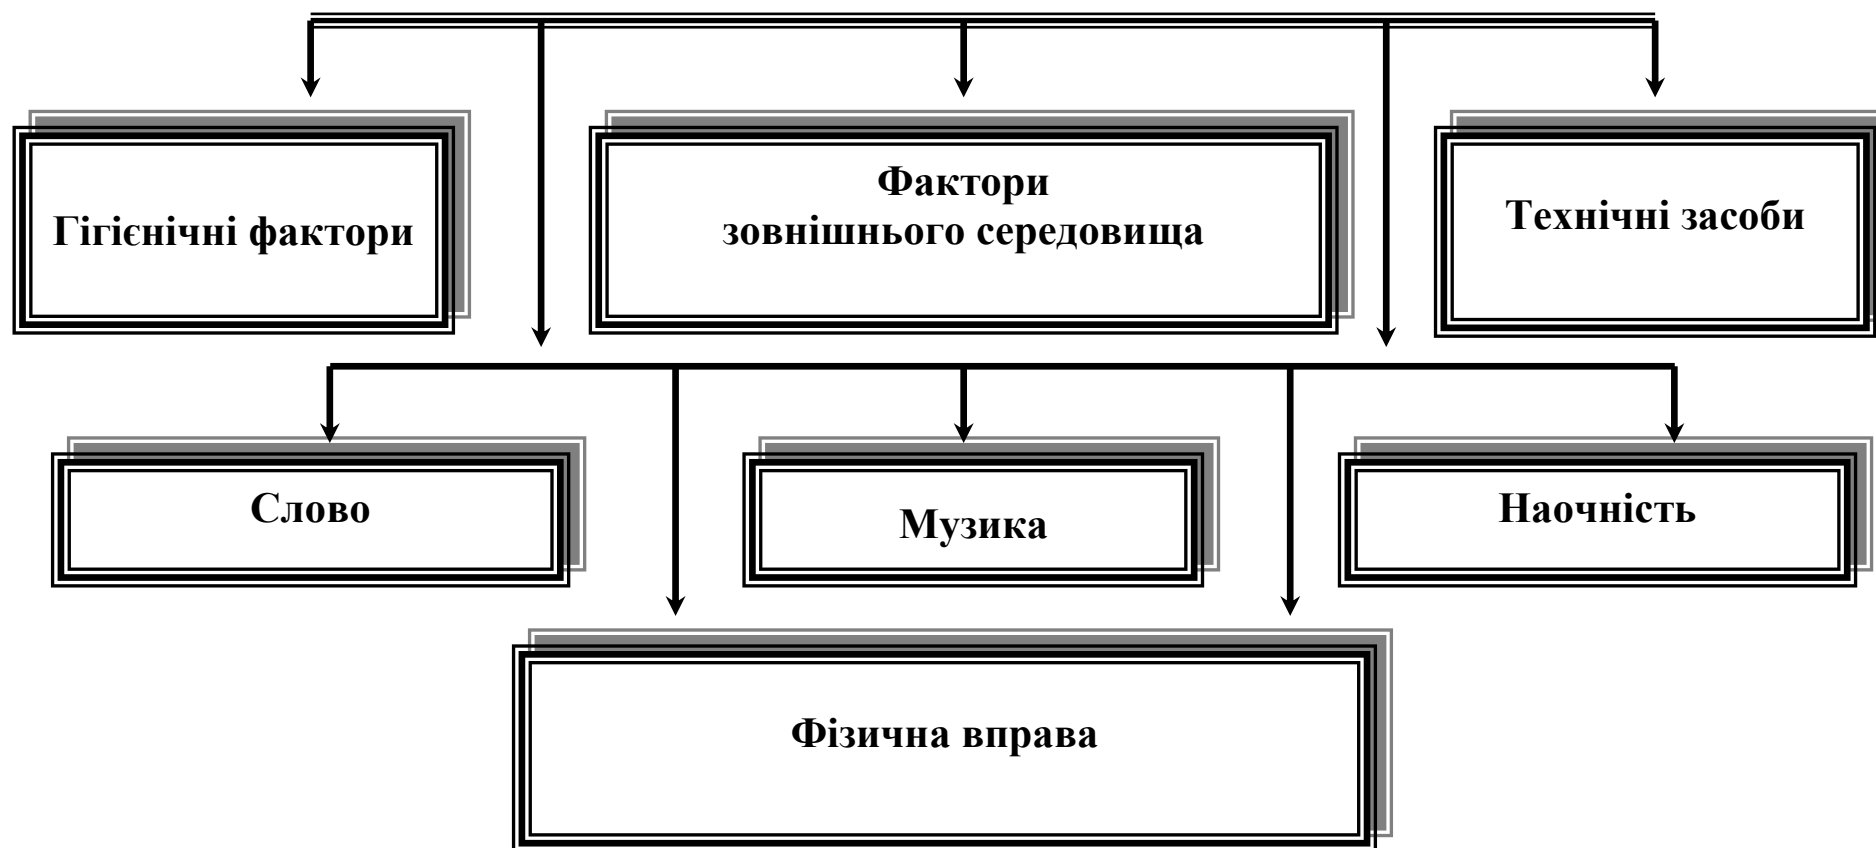 Гігієнічні фактори
Фактори
зовнішнього середовища
Технічні засоби
Слово
Музика
Наочність
Фізична вправа